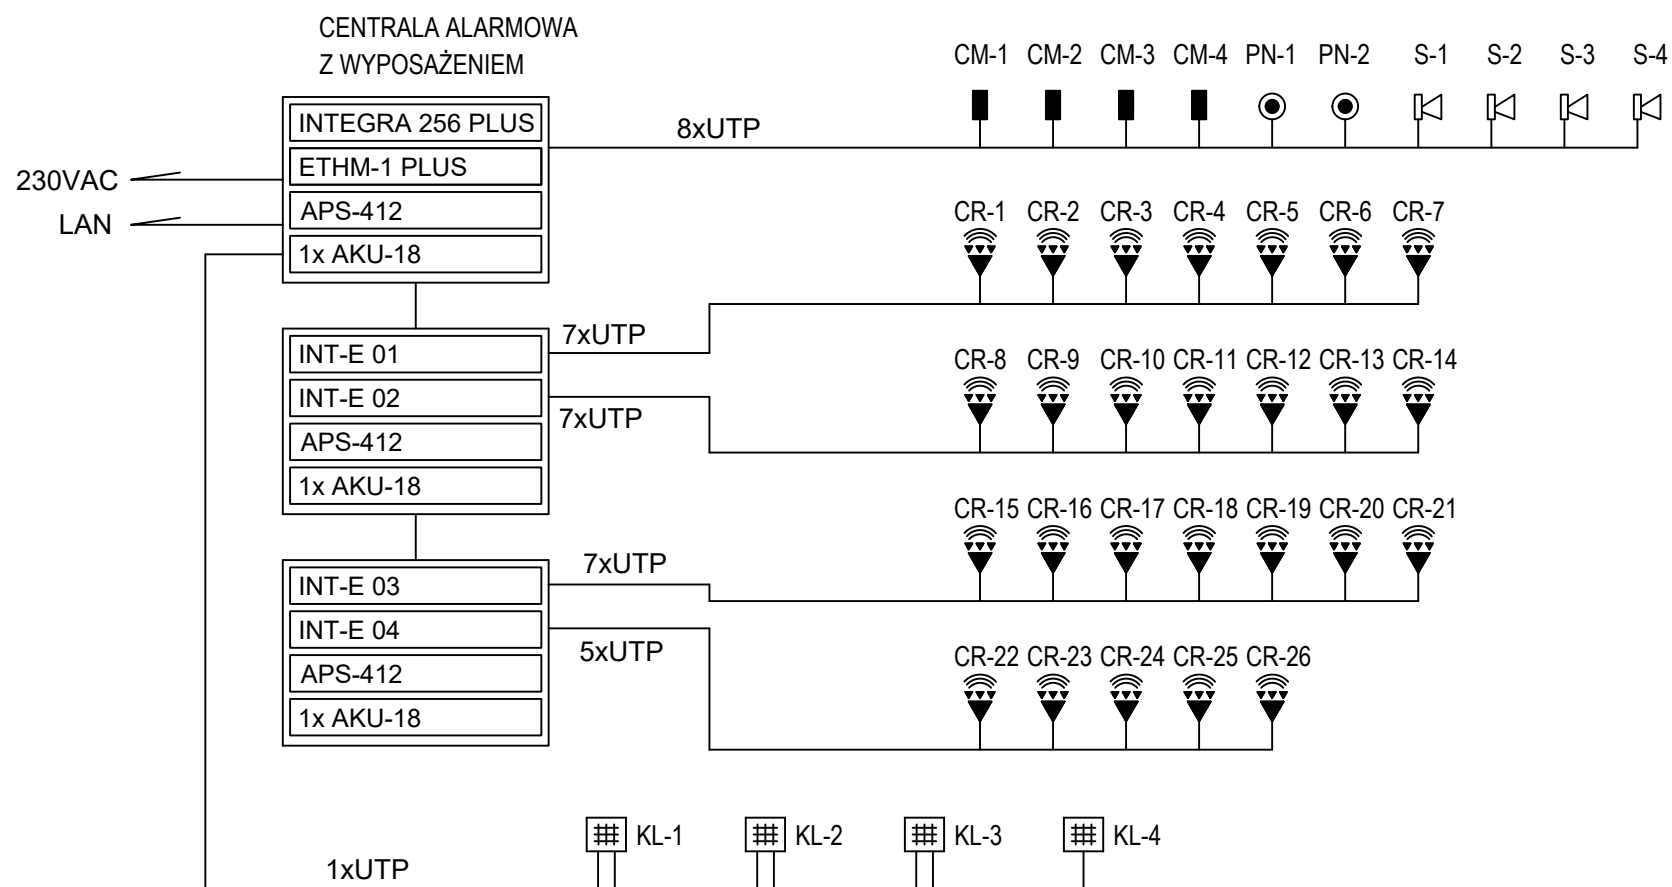 CENTRALA ALARMOWA
Z WYPOSAŻENIEM
CM-1 CM-2 CM-3 CM-4 PN-1 PN-2 S-1 S-2 S-3 S-4
INTEGRA 256 PLUS
8xUTP
ETHM-1 PLUS
230VAC
APS-412
LAN
1x AKU-18
CR-1 CR-2 CR-3 CR-4 CR-5 CR-6 CR-7
7xUTP
INT-E 01
CR-8 CR-9 CR-10 CR-11 CR-12 CR-13 CR-14
INT-E 02
7xUTP
APS-412
1x AKU-18
CR-15 CR-16 CR-17 CR-18 CR-19 CR-20 CR-21
7xUTP
INT-E 03
INT-E 04
5xUTP
CR-22 CR-23 CR-24 CR-25 CR-26
APS-412
1x AKU-18
KL-1 KL-2 KL-3 KL-4
1xUTP